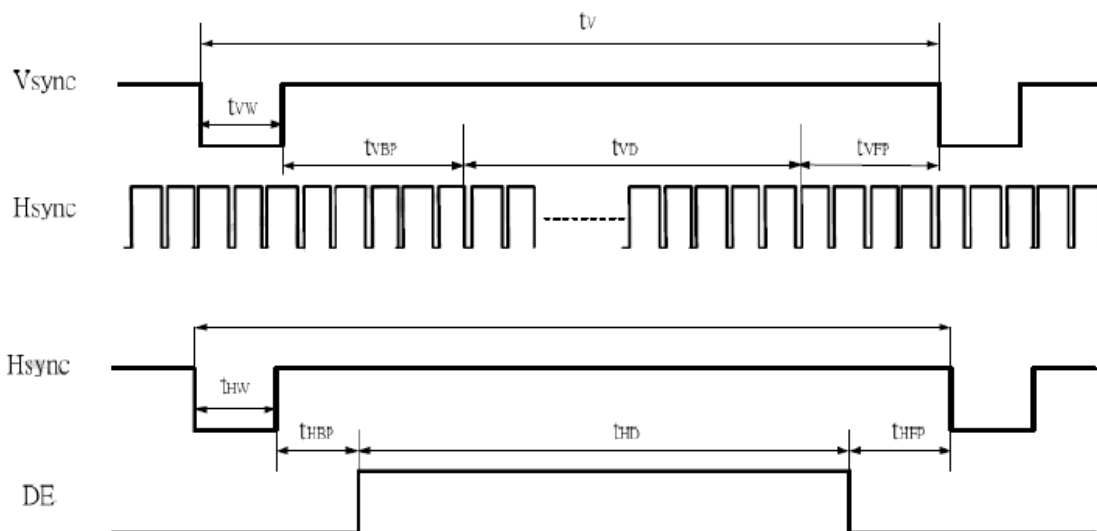 tV
Vsync
tVW
tVBP
tVD
tVFP
Hsync
Hsync
tHW
tHBP
tHD
tHFP
DE